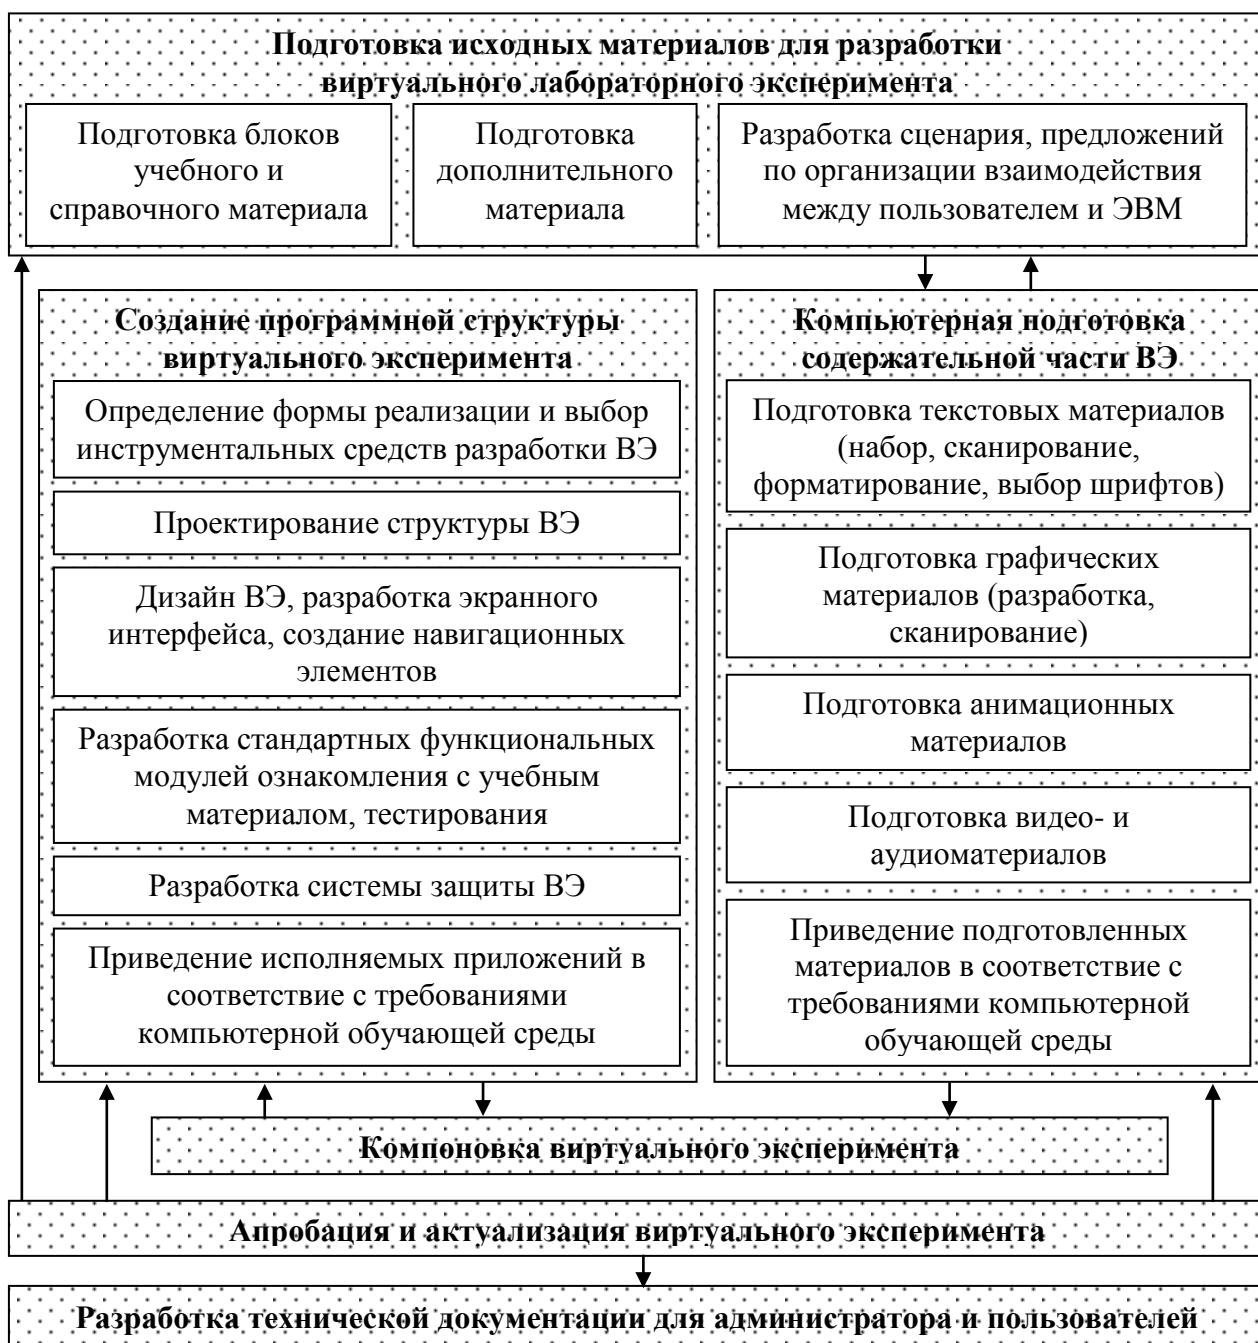 Подготовка исходных материалов для разработки
виртуального лабораторного эксперимента
Подготовка блоков
учебного и
справочного материала
Подготовка
дополнительного
материала
Разработка сценария, предложений
по организации взаимодействия
между пользователем и ЭВМ
Создание программной структуры
виртуального эксперимента
Определение формы реализации и выбор
инструментальных средств разработки ВЭ
Проектирование структуры ВЭ
Дизайн ВЭ, разработка экранного
интерфейса, создание навигационных
элементов
Разработка стандартных функциональных
модулей ознакомления с учебным
материалом, тестирования
Разработка системы защиты ВЭ
Приведение исполняемых приложений в
соответствие с требованиями
компьютерной обучающей среды
Компьютерная подготовка
содержательной части ВЭ
Подготовка текстовых материалов
(набор, сканирование,
форматирование, выбор шрифтов)
Подготовка графических
материалов (разработка,
сканирование)
Подготовка анимационных
материалов
Подготовка видео- и
аудиоматериалов
Приведение подготовленных
материалов в соответствие с
требованиями компьютерной
обучающей среды
Компоновка виртуального эксперимента
Апробация и актуализация виртуального эксперимента
Разработка технической документации для администратора и пользователей